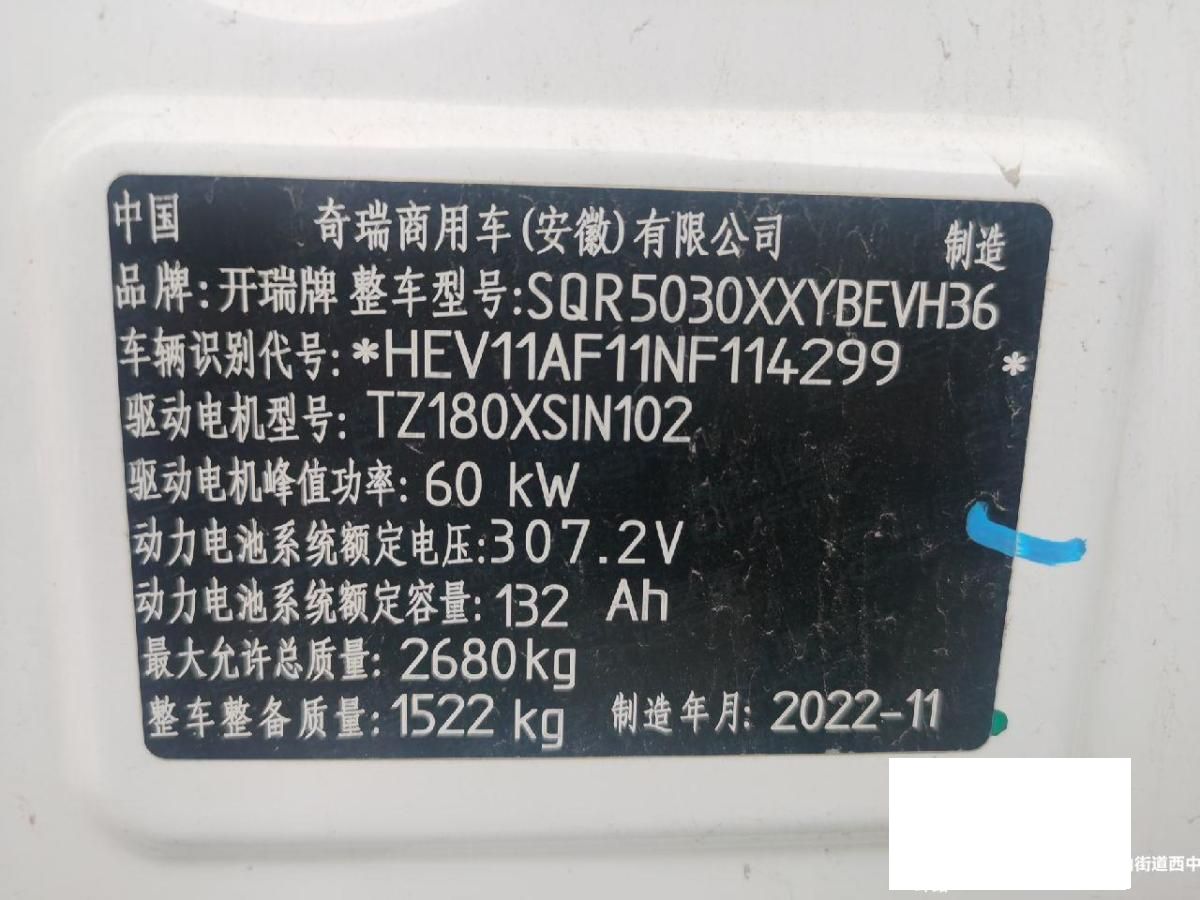 中国 奇瑞商用车(安徽)有限公司 制造
品牌:开瑞牌 整车型号:SQR5030XXYBEVH36
车辆识别代号:*HEV11AF11NF114299 *
驱动电机型号: TZ180XSIN102
驱动电机峰值功率: 60 kW
动力电池系统额定电压:307.2V
动力电池系统额定容量: 132 Ah
最大允许总质量: 2680kg
整车整备质量:1522 kg 制造年月: 2022-11
街道西中